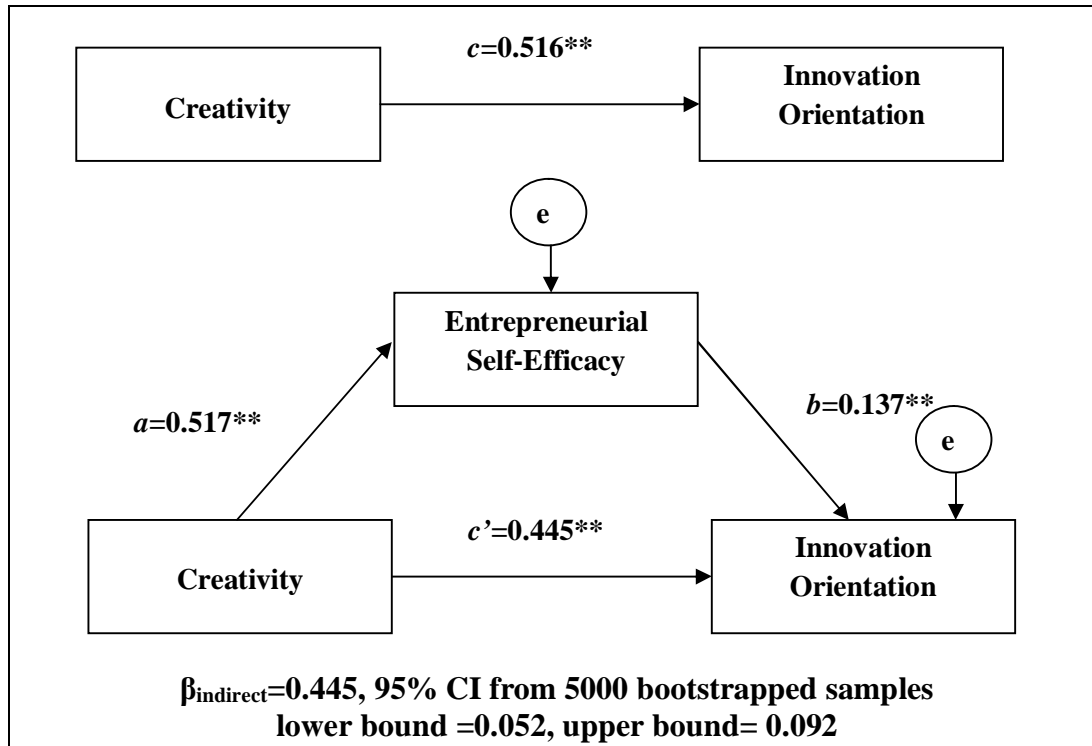 c=0.516**
Creativity
Innovation
Orientation
e
Entrepreneurial
Self-Efficacy
a=0.517**
b=0.137**
e
c’=0.445**
Creativity
Innovation
Orientation
βindirect=0.445, 95% CI from 5000 bootstrapped samples
lower bound =0.052, upper bound= 0.092